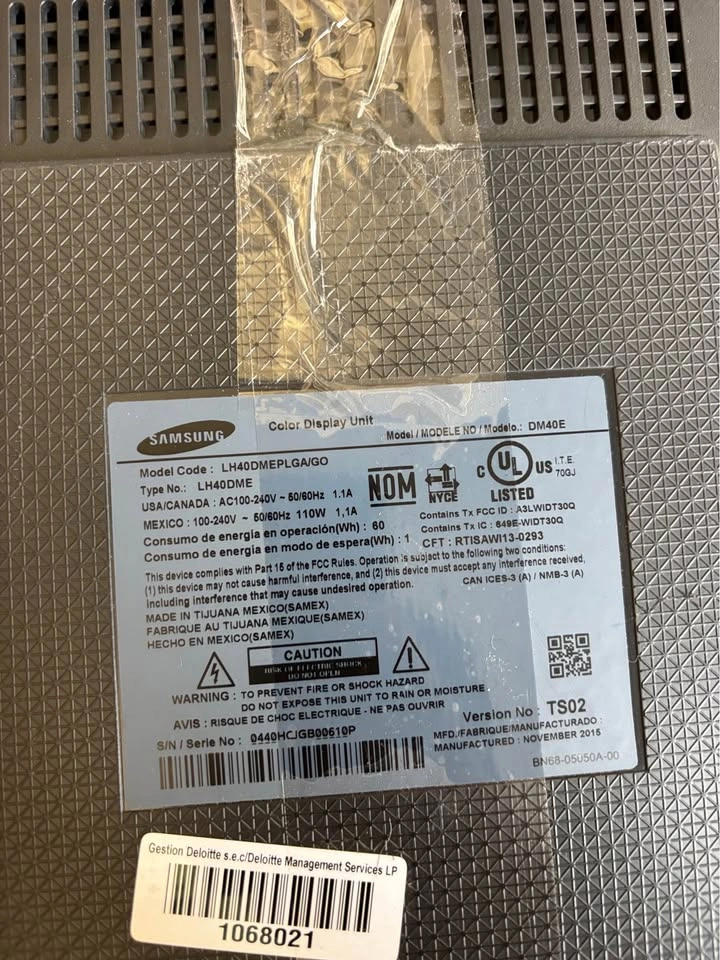 SAMSUNG
Color Display Unit
Model / MODELE NO / Modelo.: DM40E
Model Code : LH40DMEPLGA/GO
Type No.: LH40DME
USA/CANADA : AC100-240V ~ 50/60Hz 1.1A
MEXICO : 100-240V ~ 50/60Hz 110W 1,1A
Consumo de energía en operación(Wh) : 60
Consumo de energía en modo de espera(Wh) : 1
NOM
NYCE
C UL US
LISTED
I.T.E.
70GJ
Contains Tx FCC ID : A3LWIDT30Q
Contains Tx IC : 649E-WIDT30Q
CFT : RTISAWI13-0293
This device complies with Part 15 of the FCC Rules. Operation is subject to the following two conditions:
(1) this device may not cause harmful interference, and (2) this device must accept any interference received,
including interference that may cause undesired operation.
CAN ICES-3 (A) / NMB-3 (A)
MADE IN TIJUANA MEXICO(SAMEX)
FABRIQUE AU TIJUANA MEXIQUE(SAMEX)
HECHO EN MEXICO(SAMEX)
CAUTION
RISK OF ELECTRIC SHOCK
DO NOT OPEN
WARNING : TO PREVENT FIRE OR SHOCK HAZARD
DO NOT EXPOSE THIS UNIT TO RAIN OR MOISTURE
AVIS : RISQUE DE CHOC ELECTRIQUE - NE PAS OUVRIR
S/N / Serie No : 0440HCJGB00610P
Version No : TS02
MFD./FABRIQUE/MANUFACTURADO :
MANUFACTURED : NOVEMBER 2015
BN68-05050A-00
Gestion Deloitte s.e.c/Deloitte Management Services LP
1068021